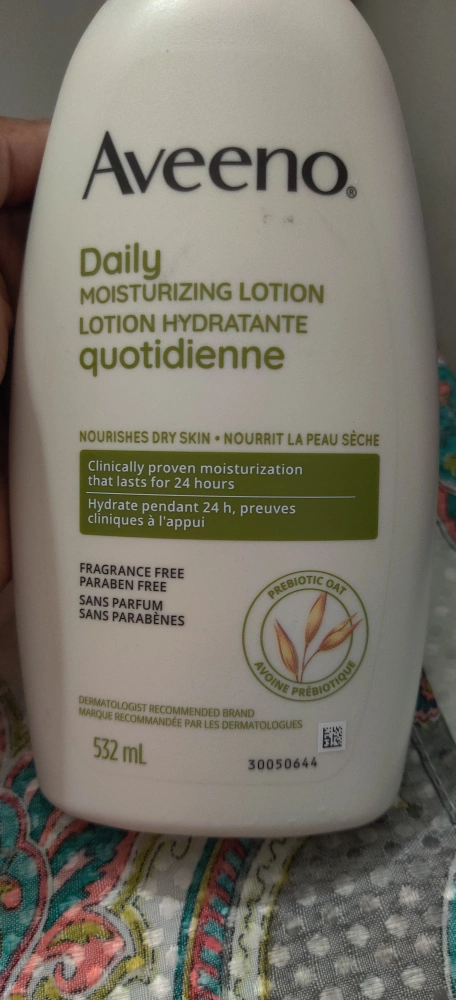 Aveeno®
Daily
MOISTURIZING LOTION
LOTION HYDRATANTE
quotidienne
NOURISHES DRY SKIN • NOURRIT LA PEAU SÈCHE
Clinically proven moisturization
that lasts for 24 hours
Hydrate pendant 24 h, preuves
cliniques à l'appui
FRAGRANCE FREE
PARABEN FREE
SANS PARFUM
SANS PARABÈNES
PREBIOTIC OAT
AVOINE PRÉBIOTIQUE
DERMATOLOGIST RECOMMENDED BRAND
MARQUE RECOMMANDÉE PAR LES DERMATOLOGUES
532 mL
30050644